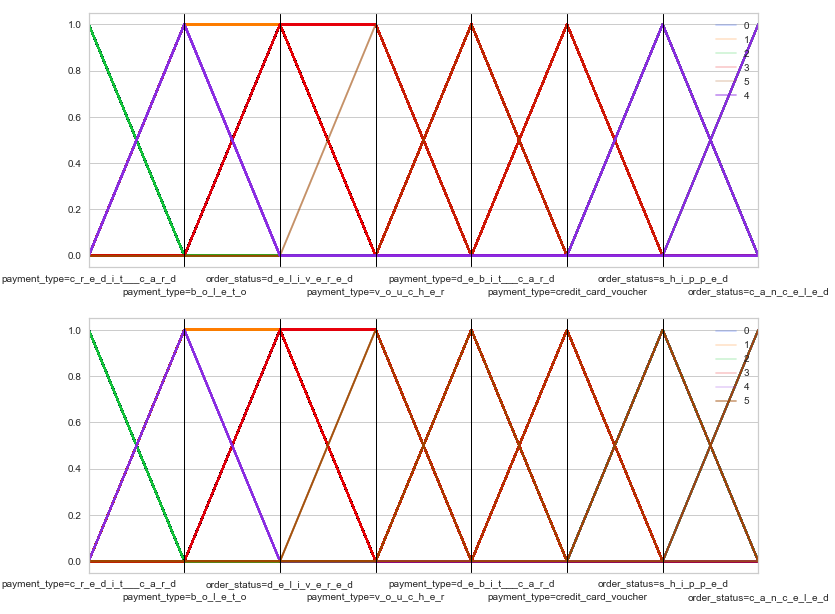 1.0
0.8
0.6
0.4
0.2
0.0
0
1
2
3
5
4
payment_type=c_r_e_d_i_t___c_a_r_d
order_status=d_e_l_i_v_e_r_e_d
payment_type=d_e_b_i_t___c_a_r_d
order_status=s_h_i_p_p_e_d
payment_type=b_o_l_e_t_o
payment_type=v_o_u_c_h_e_r
payment_type=credit_card_voucher
order_status=c_a_n_c_e_l_e_d
1.0
0.8
0.6
0.4
0.2
0.0
0
1
2
3
4
5
payment_type=c_r_e_d_i_t___c_a_r_d
order_status=d_e_l_i_v_e_r_e_d
payment_type=d_e_b_i_t___c_a_r_d
order_status=s_h_i_p_p_e_d
payment_type=b_o_l_e_t_o
payment_type=v_o_u_c_h_e_r
payment_type=credit_card_voucher
order_status=c_a_n_c_e_l_e_d